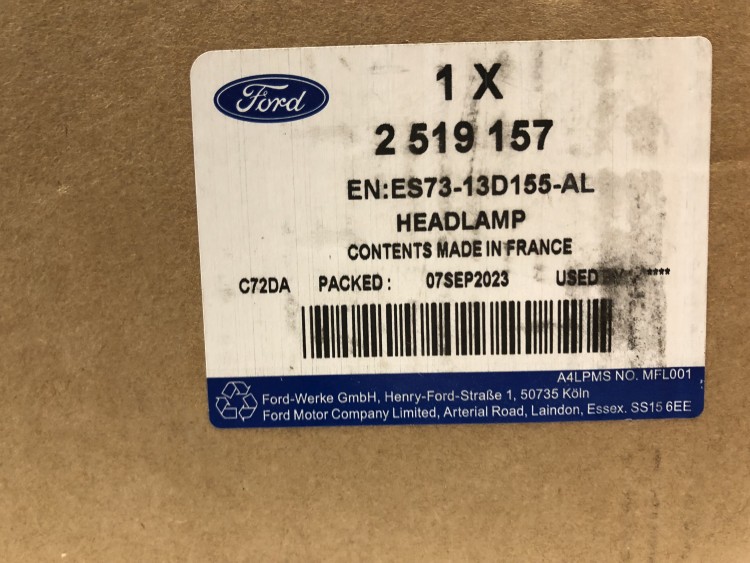 Ford
1 X
2 519 157
EN:ES73-13D155-AL
HEADLAMP
CONTENTS MADE IN FRANCE
C72DA PACKED: 07SEP2023 USED BY: ****
A4LPMS NO. MFL001
Ford-Werke GmbH, Henry-Ford-Straße 1, 50735 Köln
Ford Motor Company Limited, Arterial Road, Laindon, Essex. SS15 6EE